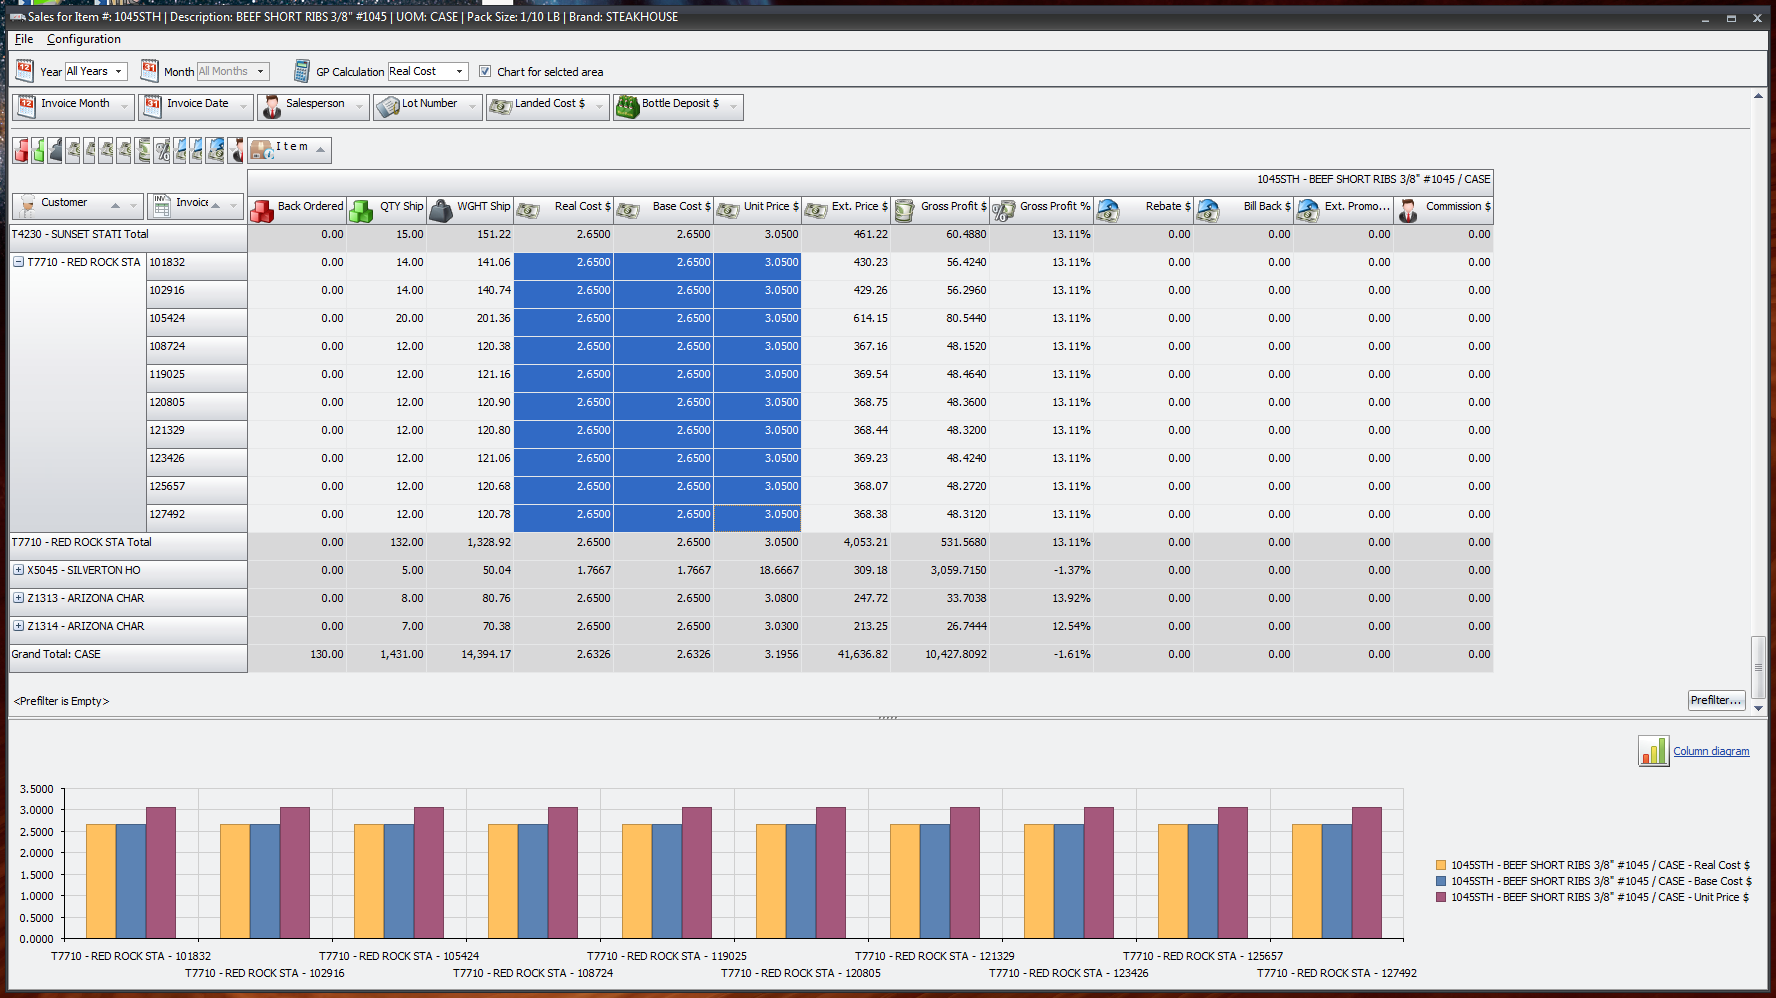 Sales for Item #: 1045STH | Description: BEEF SHORT RIBS 3/8" #1045 | UOM: CASE | Pack Size: 1/10 LB | Brand: STEAKHOUSE
File Configuration
Year All Years Month All Months GP Calculation Real Cost Chart for selcted area
Invoice Month Invoice Date Salesperson Lot Number Landed Cost $ Bottle Deposit $
Item
1045STH - BEEF SHORT RIBS 3/8" #1045 / CASE
Customer Invoice Back Ordered QTY Ship WGHT Ship Real Cost $ Base Cost $ Unit Price $ Ext. Price $ Gross Profit $ Gross Profit % Rebate $ Bill Back $ Ext. Promo... Commission $
T4230 - SUNSET STATI Total 0.00 15.00 151.22 2.6500 2.6500 3.0500 461.22 60.4880 13.11% 0.00 0.00 0.00 0.00
T7710 - RED ROCK STA 101832 0.00 14.00 141.06 2.6500 2.6500 3.0500 430.23 56.4240 13.11% 0.00 0.00 0.00 0.00
102916 0.00 14.00 140.74 2.6500 2.6500 3.0500 429.26 56.2960 13.11% 0.00 0.00 0.00 0.00
105424 0.00 20.00 201.36 2.6500 2.6500 3.0500 614.15 80.5440 13.11% 0.00 0.00 0.00 0.00
108724 0.00 12.00 120.38 2.6500 2.6500 3.0500 367.16 48.1520 13.11% 0.00 0.00 0.00 0.00
119025 0.00 12.00 121.16 2.6500 2.6500 3.0500 369.54 48.4640 13.11% 0.00 0.00 0.00 0.00
120805 0.00 12.00 120.90 2.6500 2.6500 3.0500 368.75 48.3600 13.11% 0.00 0.00 0.00 0.00
121329 0.00 12.00 120.80 2.6500 2.6500 3.0500 368.44 48.3200 13.11% 0.00 0.00 0.00 0.00
123426 0.00 12.00 121.06 2.6500 2.6500 3.0500 369.23 48.4240 13.11% 0.00 0.00 0.00 0.00
125657 0.00 12.00 120.68 2.6500 2.6500 3.0500 368.07 48.2720 13.11% 0.00 0.00 0.00 0.00
127492 0.00 12.00 120.78 2.6500 2.6500 3.0500 368.38 48.3120 13.11% 0.00 0.00 0.00 0.00
T7710 - RED ROCK STA Total 0.00 132.00 1,328.92 2.6500 2.6500 3.0500 4,053.21 531.5680 13.11% 0.00 0.00 0.00 0.00
X5045 - SILVERTON HO 0.00 5.00 50.04 1.7667 1.7667 18.6667 309.18 3,059.7150 -1.37% 0.00 0.00 0.00 0.00
Z1313 - ARIZONA CHAR 0.00 8.00 80.76 2.6500 2.6500 3.0800 247.72 33.7038 13.92% 0.00 0.00 0.00 0.00
Z1314 - ARIZONA CHAR 0.00 7.00 70.38 2.6500 2.6500 3.0300 213.25 26.7444 12.54% 0.00 0.00 0.00 0.00
Grand Total: CASE 130.00 1,431.00 14,394.17 2.6326 2.6326 3.1956 41,636.82 10,427.8092 -1.61% 0.00 0.00 0.00 0.00
<Prefilter is Empty> Prefilter...
Column diagram
3.5000
3.0000
2.5000
2.0000
1.5000
1.0000
0.5000
0.0000
1045STH - BEEF SHORT RIBS 3/8" #1045 / CASE - Real Cost $
1045STH - BEEF SHORT RIBS 3/8" #1045 / CASE - Base Cost $
1045STH - BEEF SHORT RIBS 3/8" #1045 / CASE - Unit Price $
T7710 - RED ROCK STA - 101832 T7710 - RED ROCK STA - 105424 T7710 - RED ROCK STA - 119025 T7710 - RED ROCK STA - 121329 T7710 - RED ROCK STA - 125657
T7710 - RED ROCK STA - 102916 T7710 - RED ROCK STA - 108724 T7710 - RED ROCK STA - 120805 T7710 - RED ROCK STA - 123426 T7710 - RED ROCK STA - 127492